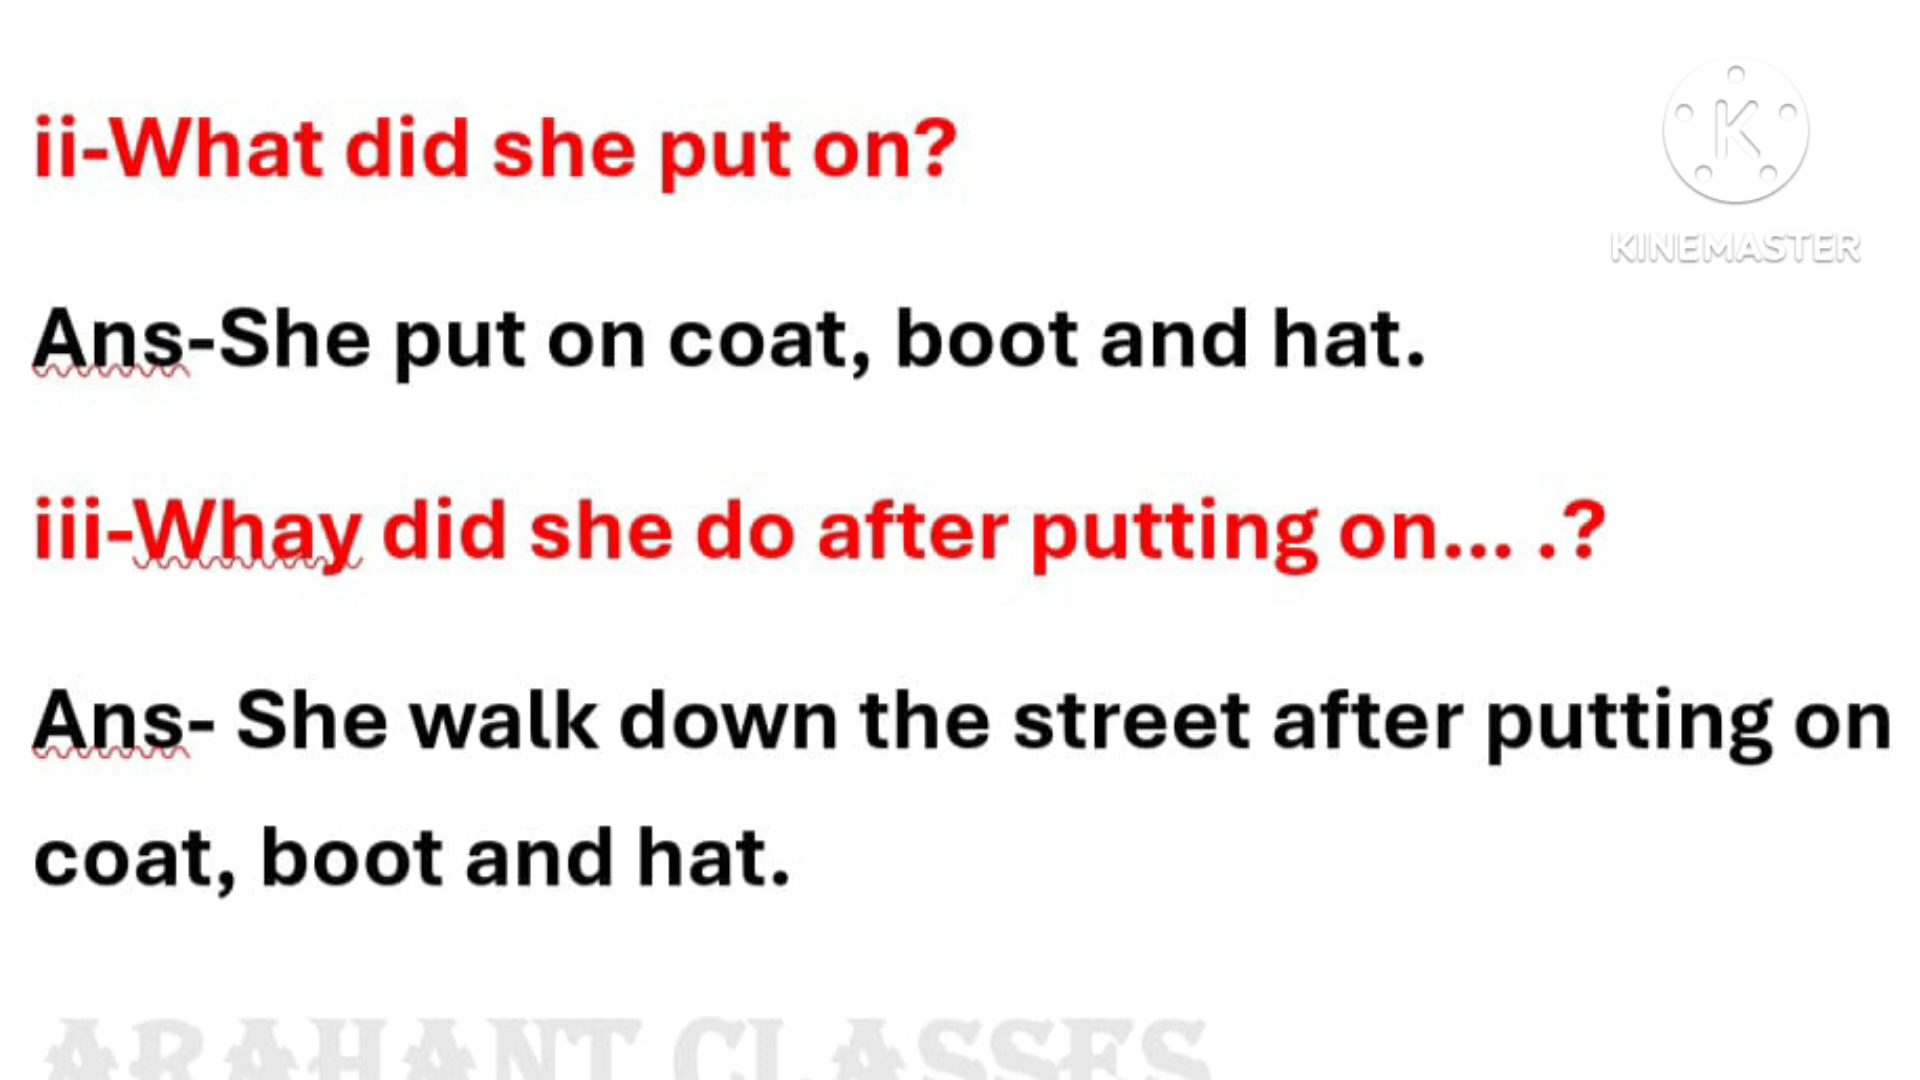 ii-What did she put on?
KINEMASTER
Ans-She put on coat, boot and hat.
iii-Whay did she do after putting on... .?
Ans- She walk down the street after putting on
coat, boot and hat.
ARAHANT CLASSES